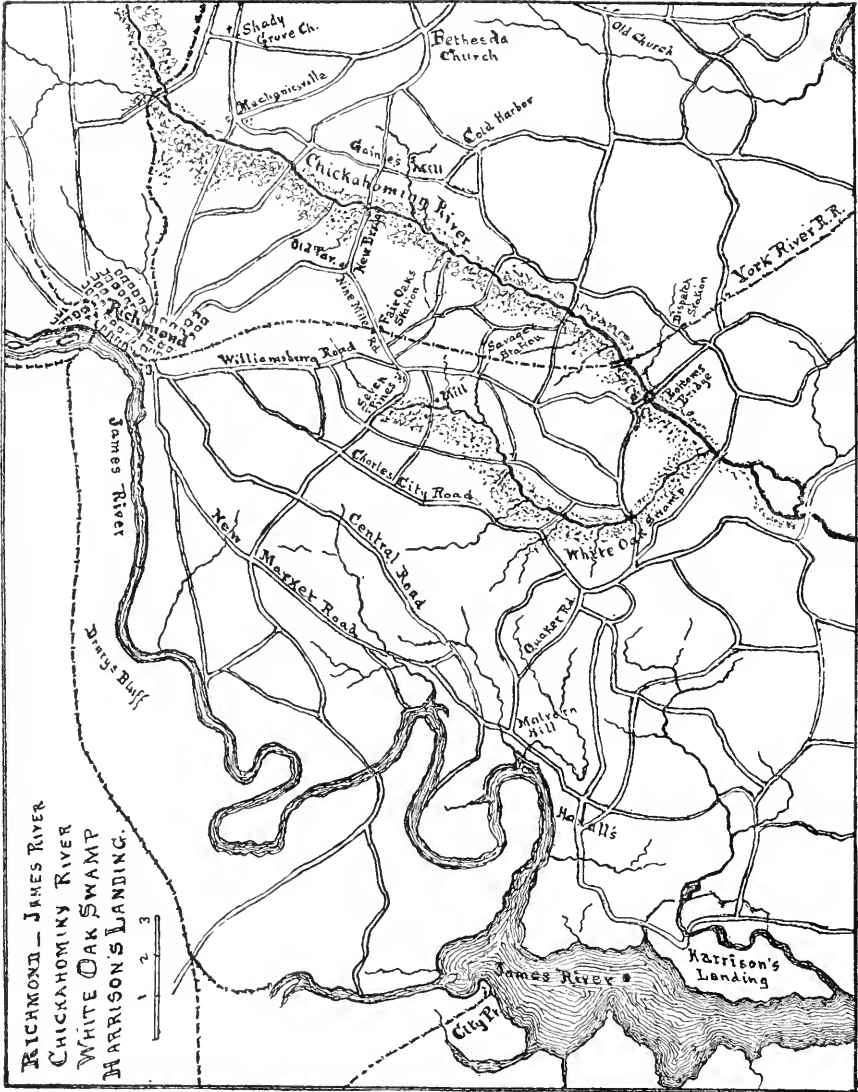 Shady
Grove Ch.
Bethesda
Church
Old Church
Mechanicsville
Cold Harbor
Gaines's Mill
Chickahominy River
New Bridge
Old Tav.
Nine Mile Rd
Fair Oaks
Station
York River R.R.
Dispatch
Station
Savage
Station
Richmond
Williamsburg Road
Seven
Pines
Mill
Bottoms
Bridge
Charles City Road
James River
New Market Road
Central Road
White Oak Swamp
Quaker Rd.
Drurys Bluff
Malvern
Hill
Haxall's
Harrison's
Landing
James River
City Pt
RICHMOND – JAMES RIVER
CHICKAHOMINY RIVER
WHITE OAK SWAMP
HARRISON'S LANDING.
1 2 3